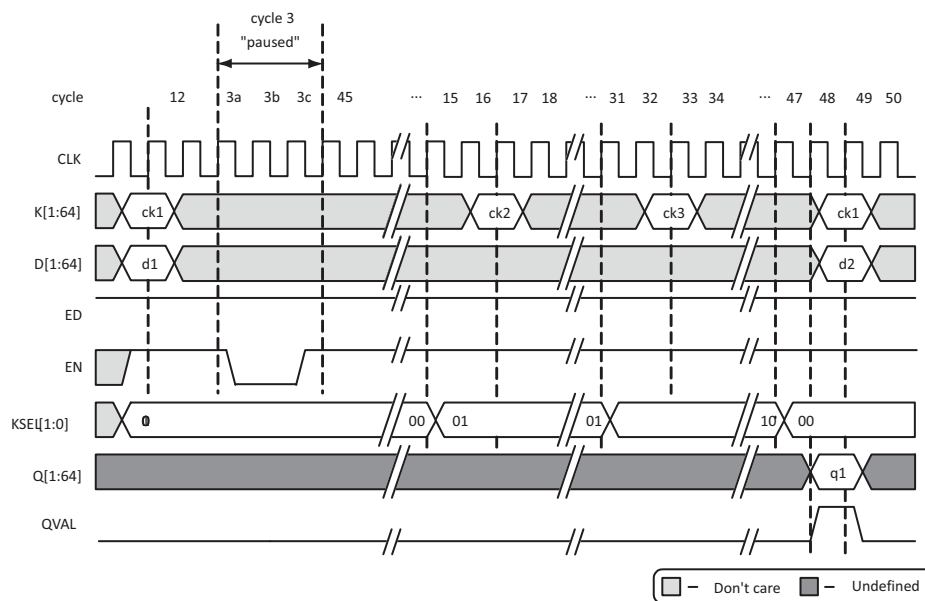 cycle 3
"paused"
cycle 12 3a 3b 3c 45 ... 15 16 17 18 ... 31 32 33 34 ... 47 48 49 50
CLK
K[1:64] ck1 ck2 ck3 ck1
D[1:64] d1 d2
ED
EN
KSEL[1:0] 00 01 01 10 00
Q[1:64] q1
QVAL
Don't care Undefined